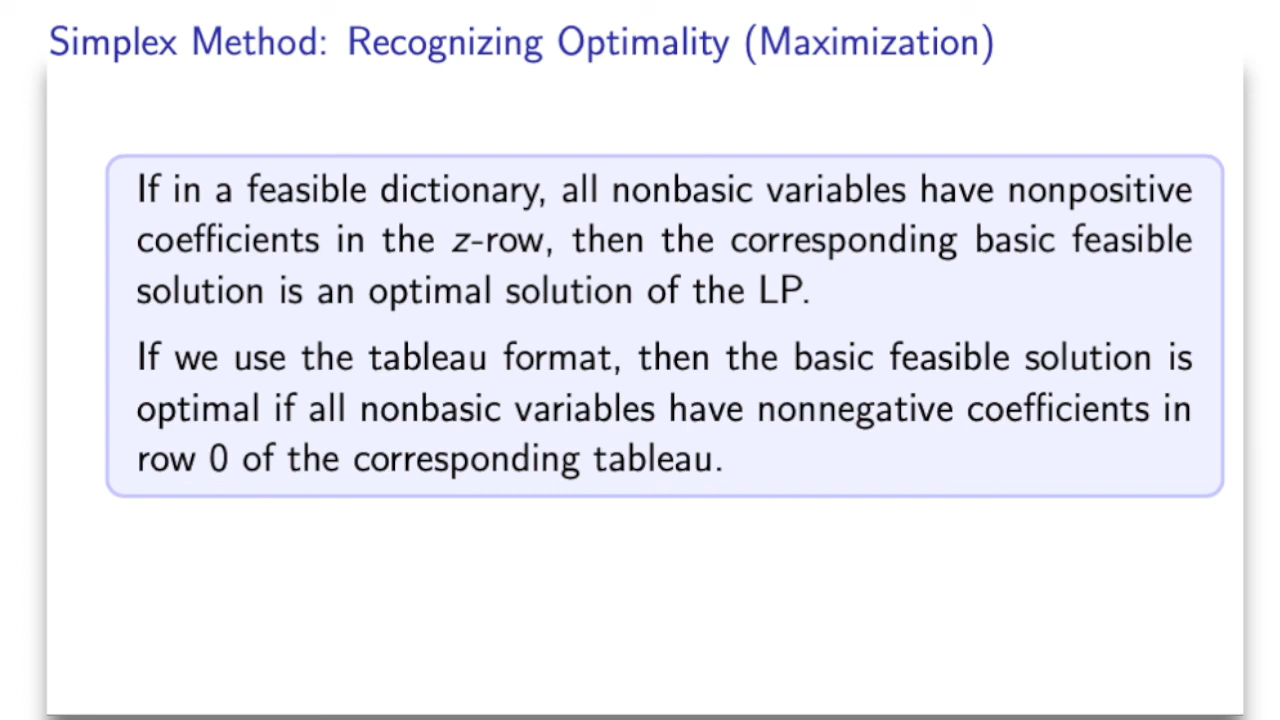 Simplex Method: Recognizing Optimality (Maximization)
If in a feasible dictionary, all nonbasic variables have nonpositive
coefficients in the z-row, then the corresponding basic feasible
solution is an optimal solution of the LP.
If we use the tableau format, then the basic feasible solution is
optimal if all nonbasic variables have nonnegative coefficients in
row 0 of the corresponding tableau.